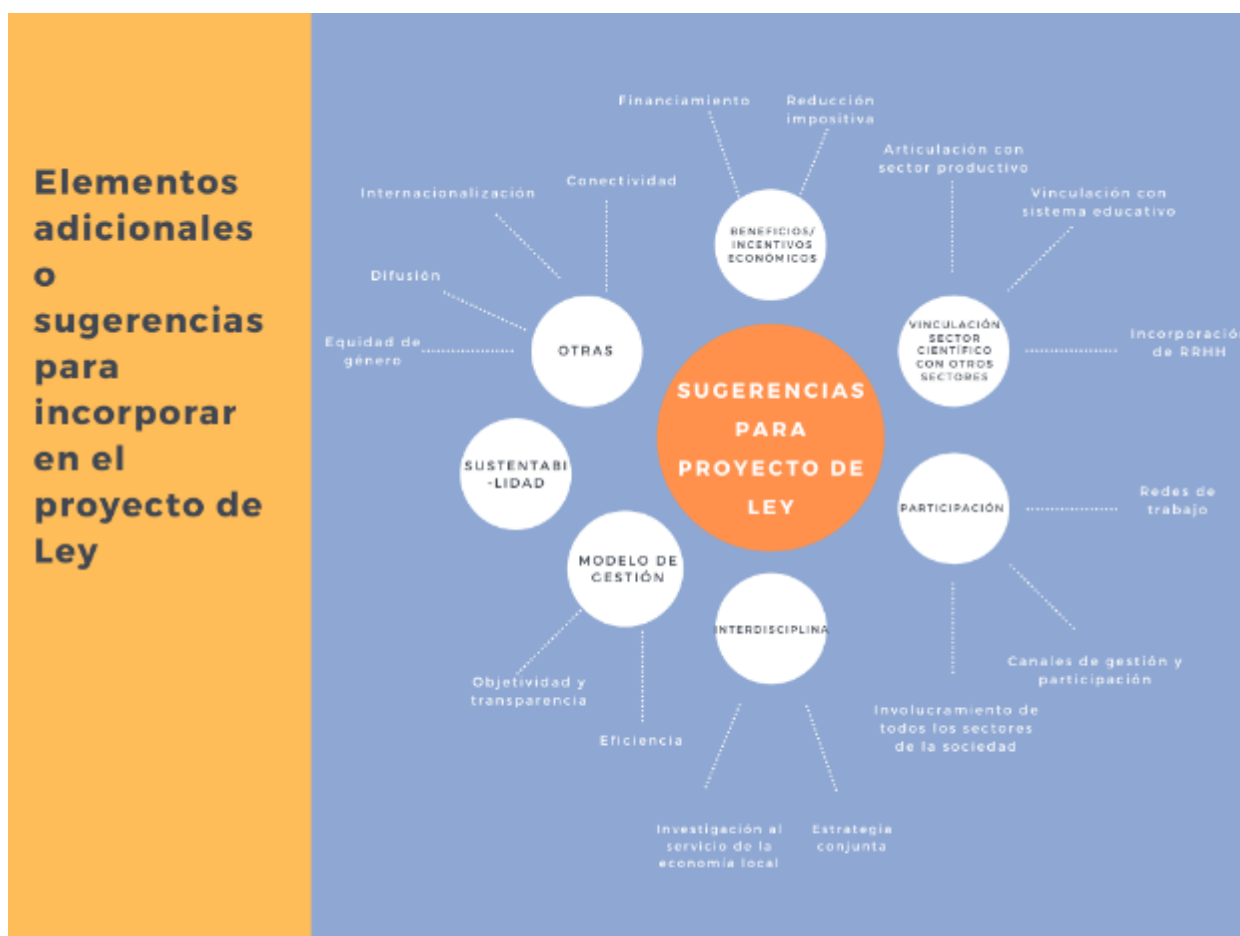 Elementos
adicionales
o
sugerencias
para
incorporar
en el
proyecto de
Ley
Financiamiento
Reducción
impositiva
Articulación con
sector productivo
Internacionalización
Conectividad
Vinculación con
sistema educativo
BENEFICIOS/
INCENTIVOS
ECONÓMICOS
Difusión
Equidad de
género
OTRAS
VINCULACIÓN
SECTOR
CIENTÍFICO
CON OTROS
SECTORES
Incorporación
de RRHH
SUGERENCIAS
PARA
PROYECTO DE
LEY
SUSTENTABI
-LIDAD
PARTICIPACIÓN
Redes de
trabajo
MODELO DE
GESTIÓN
INTERDISCIPLINA
Objetividad y
transparencia
Eficiencia
Canales de gestión y
participación
Involucramiento de
todos los sectores
de la sociedad
Investigación al
servicio de la
economía local
Estrategia
conjunta